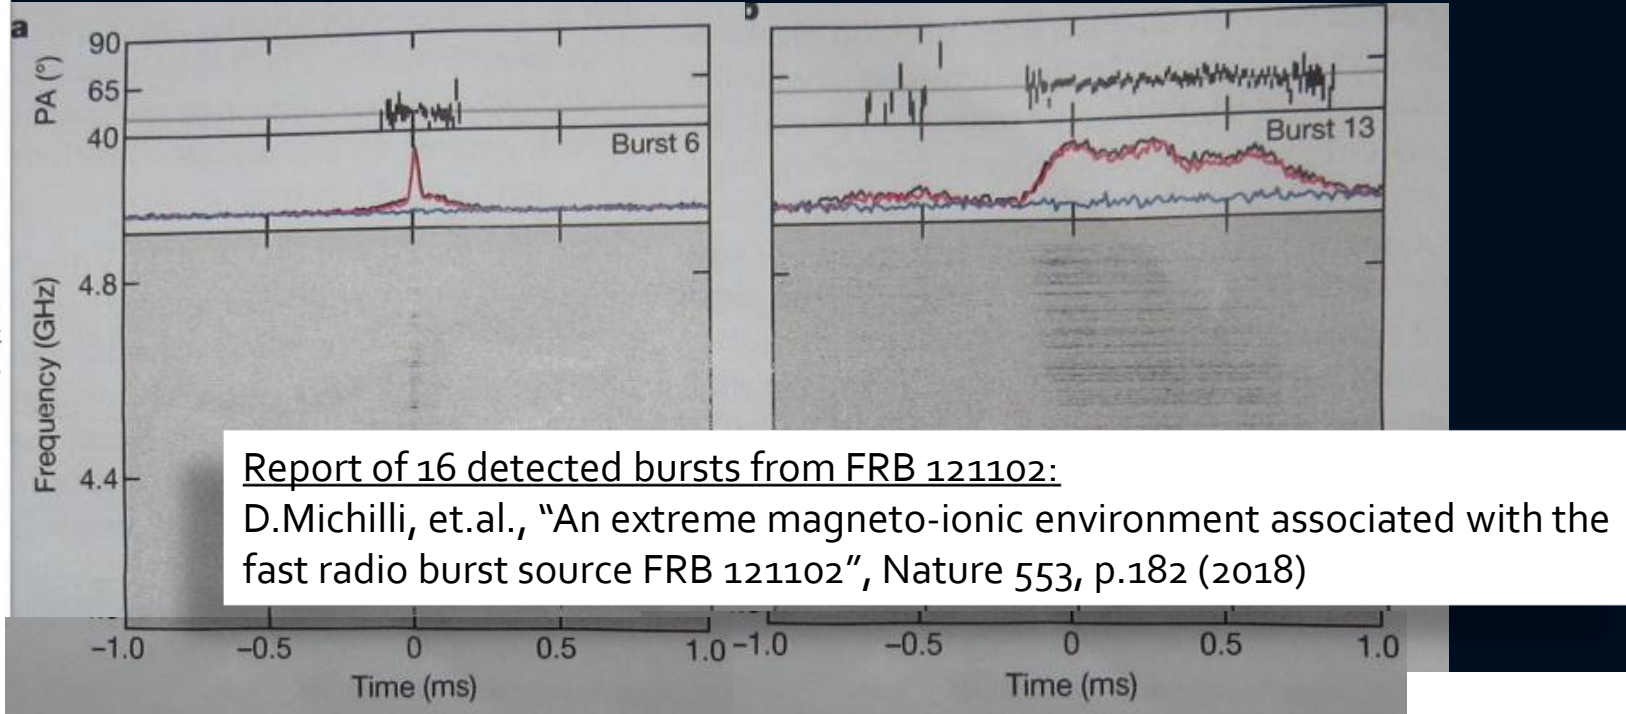 a
90
65
40
PA (°)
Burst 6
4.8
4.4
Frequency (GHz)
-1.0 -0.5 0 0.5 1.0
Time (ms)
Burst 13
-1.0 -0.5 0 0.5 1.0
Time (ms)
Report of 16 detected bursts from FRB 121102:
D.Michilli, et.al., “An extreme magneto-ionic environment associated with the
fast radio burst source FRB 121102”, Nature 553, p.182 (2018)